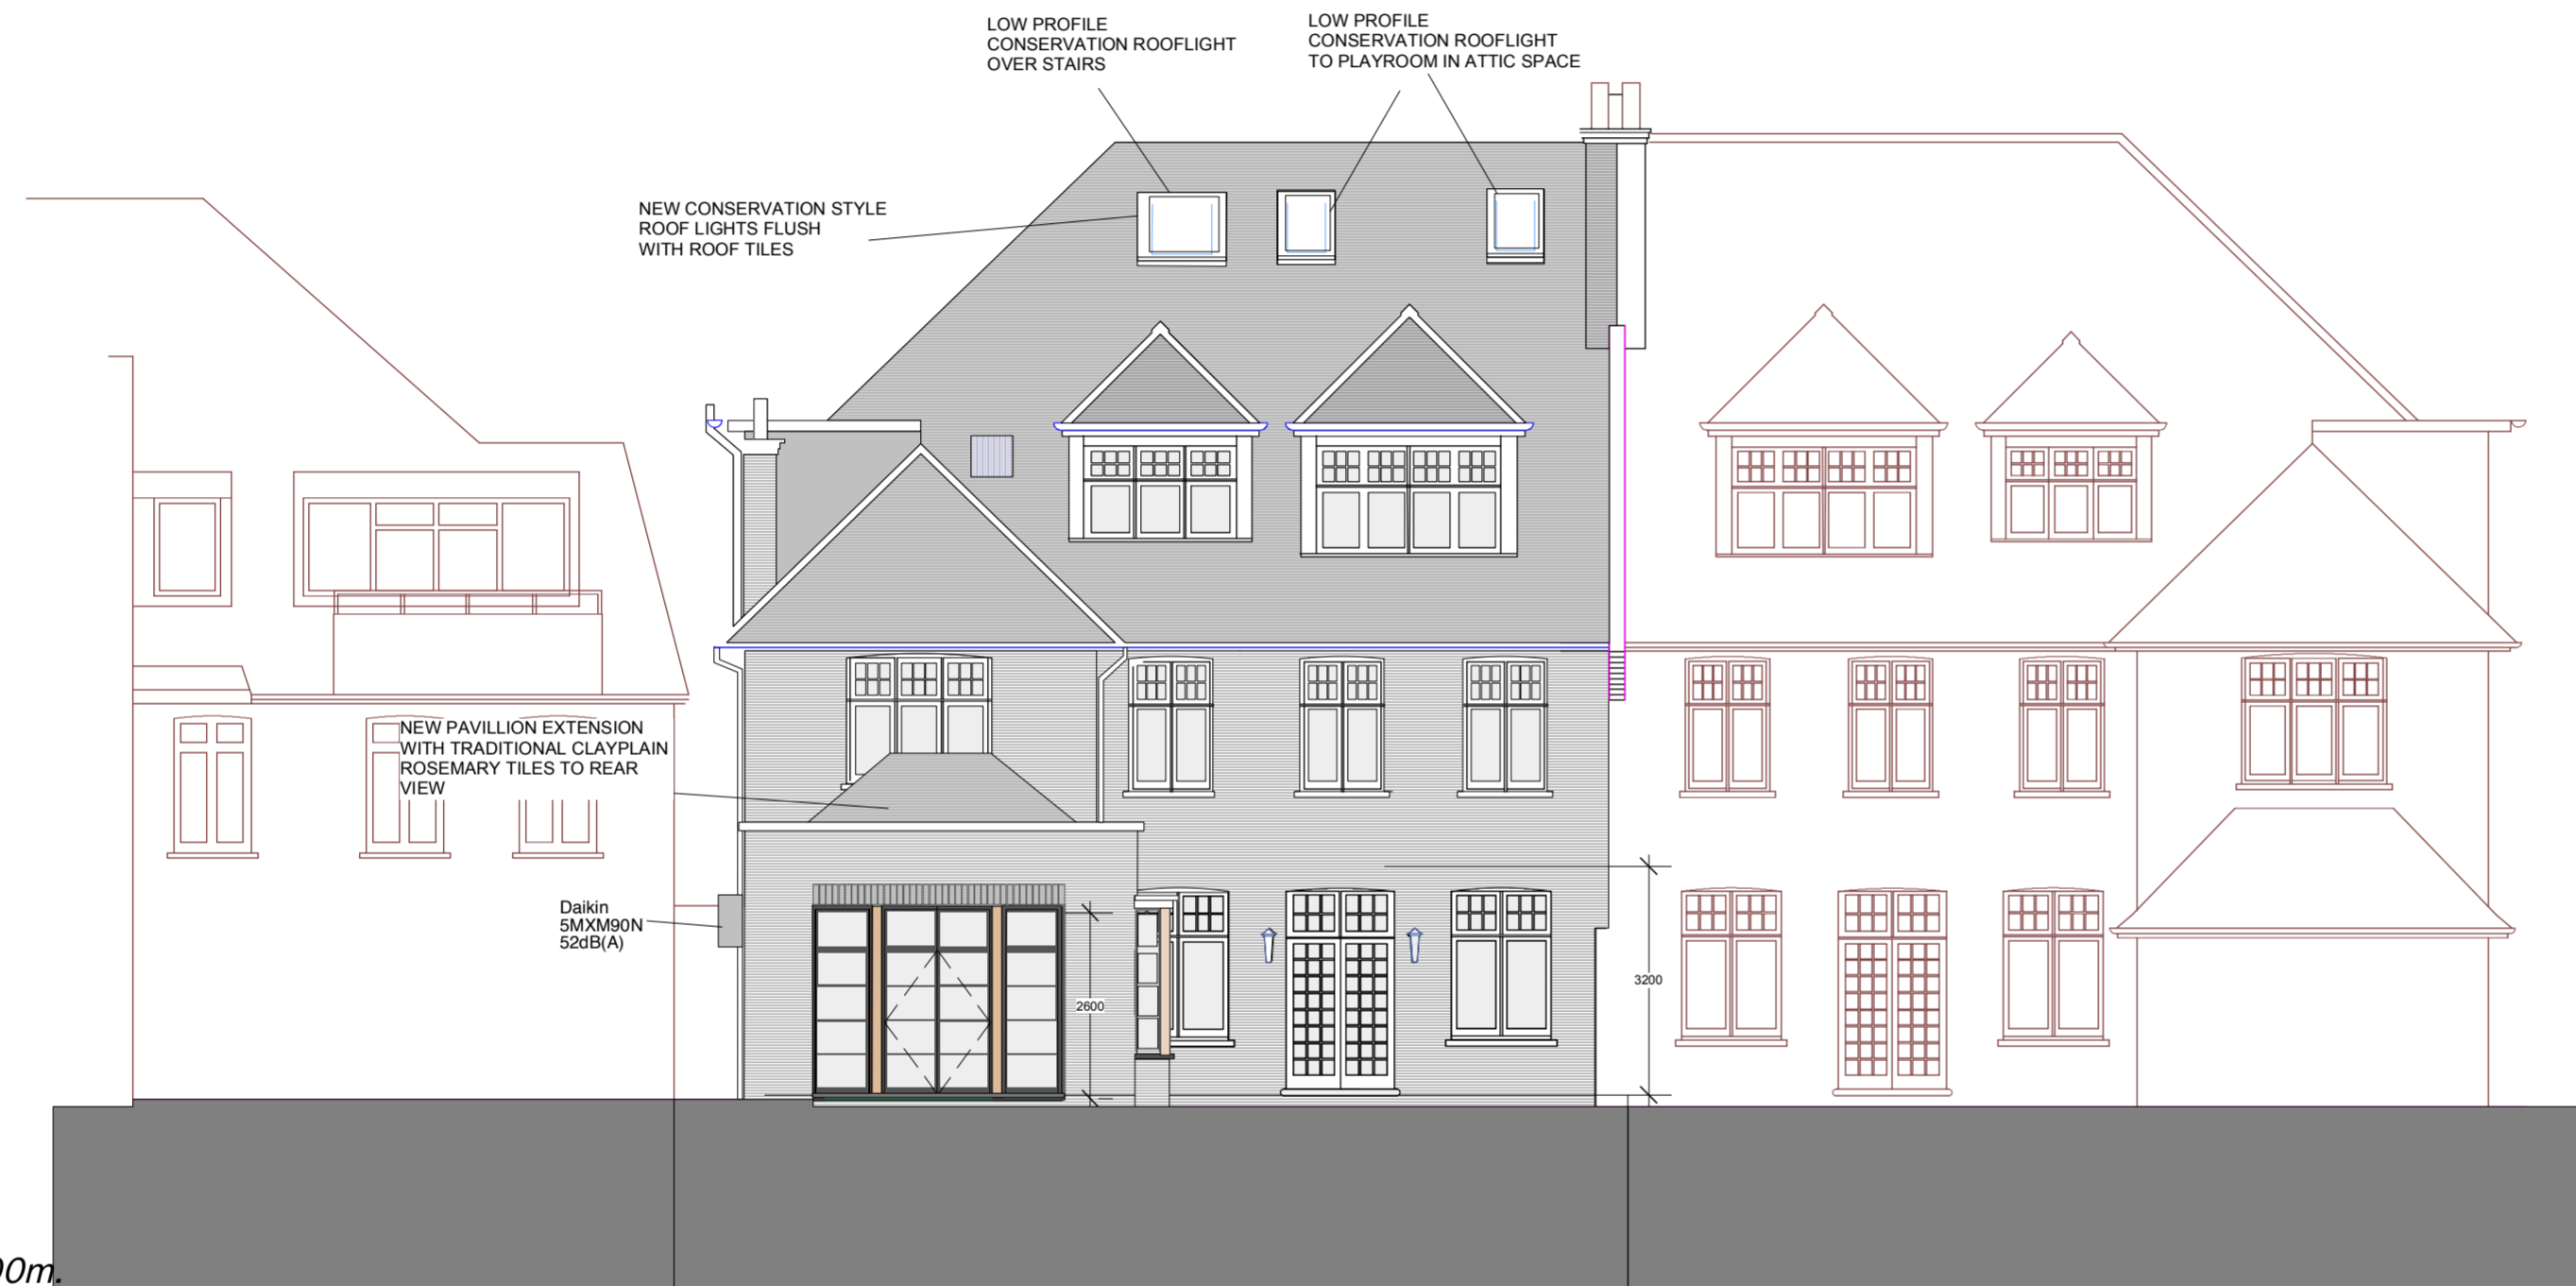 LOW PROFILE
CONSERVATION ROOFLIGHT
OVER STAIRS
LOW PROFILE
CONSERVATION ROOFLIGHT
TO PLAYROOM IN ATTIC SPACE
NEW CONSERVATION STYLE
ROOF LIGHTS FLUSH
WITH ROOF TILES
NEW PAVILLION EXTENSION
WITH TRADITIONAL CLAYPLAIN
ROSEMARY TILES TO REAR
VIEW
Daikin
5MXM90N
52dB(A)
2600
3200
00m.